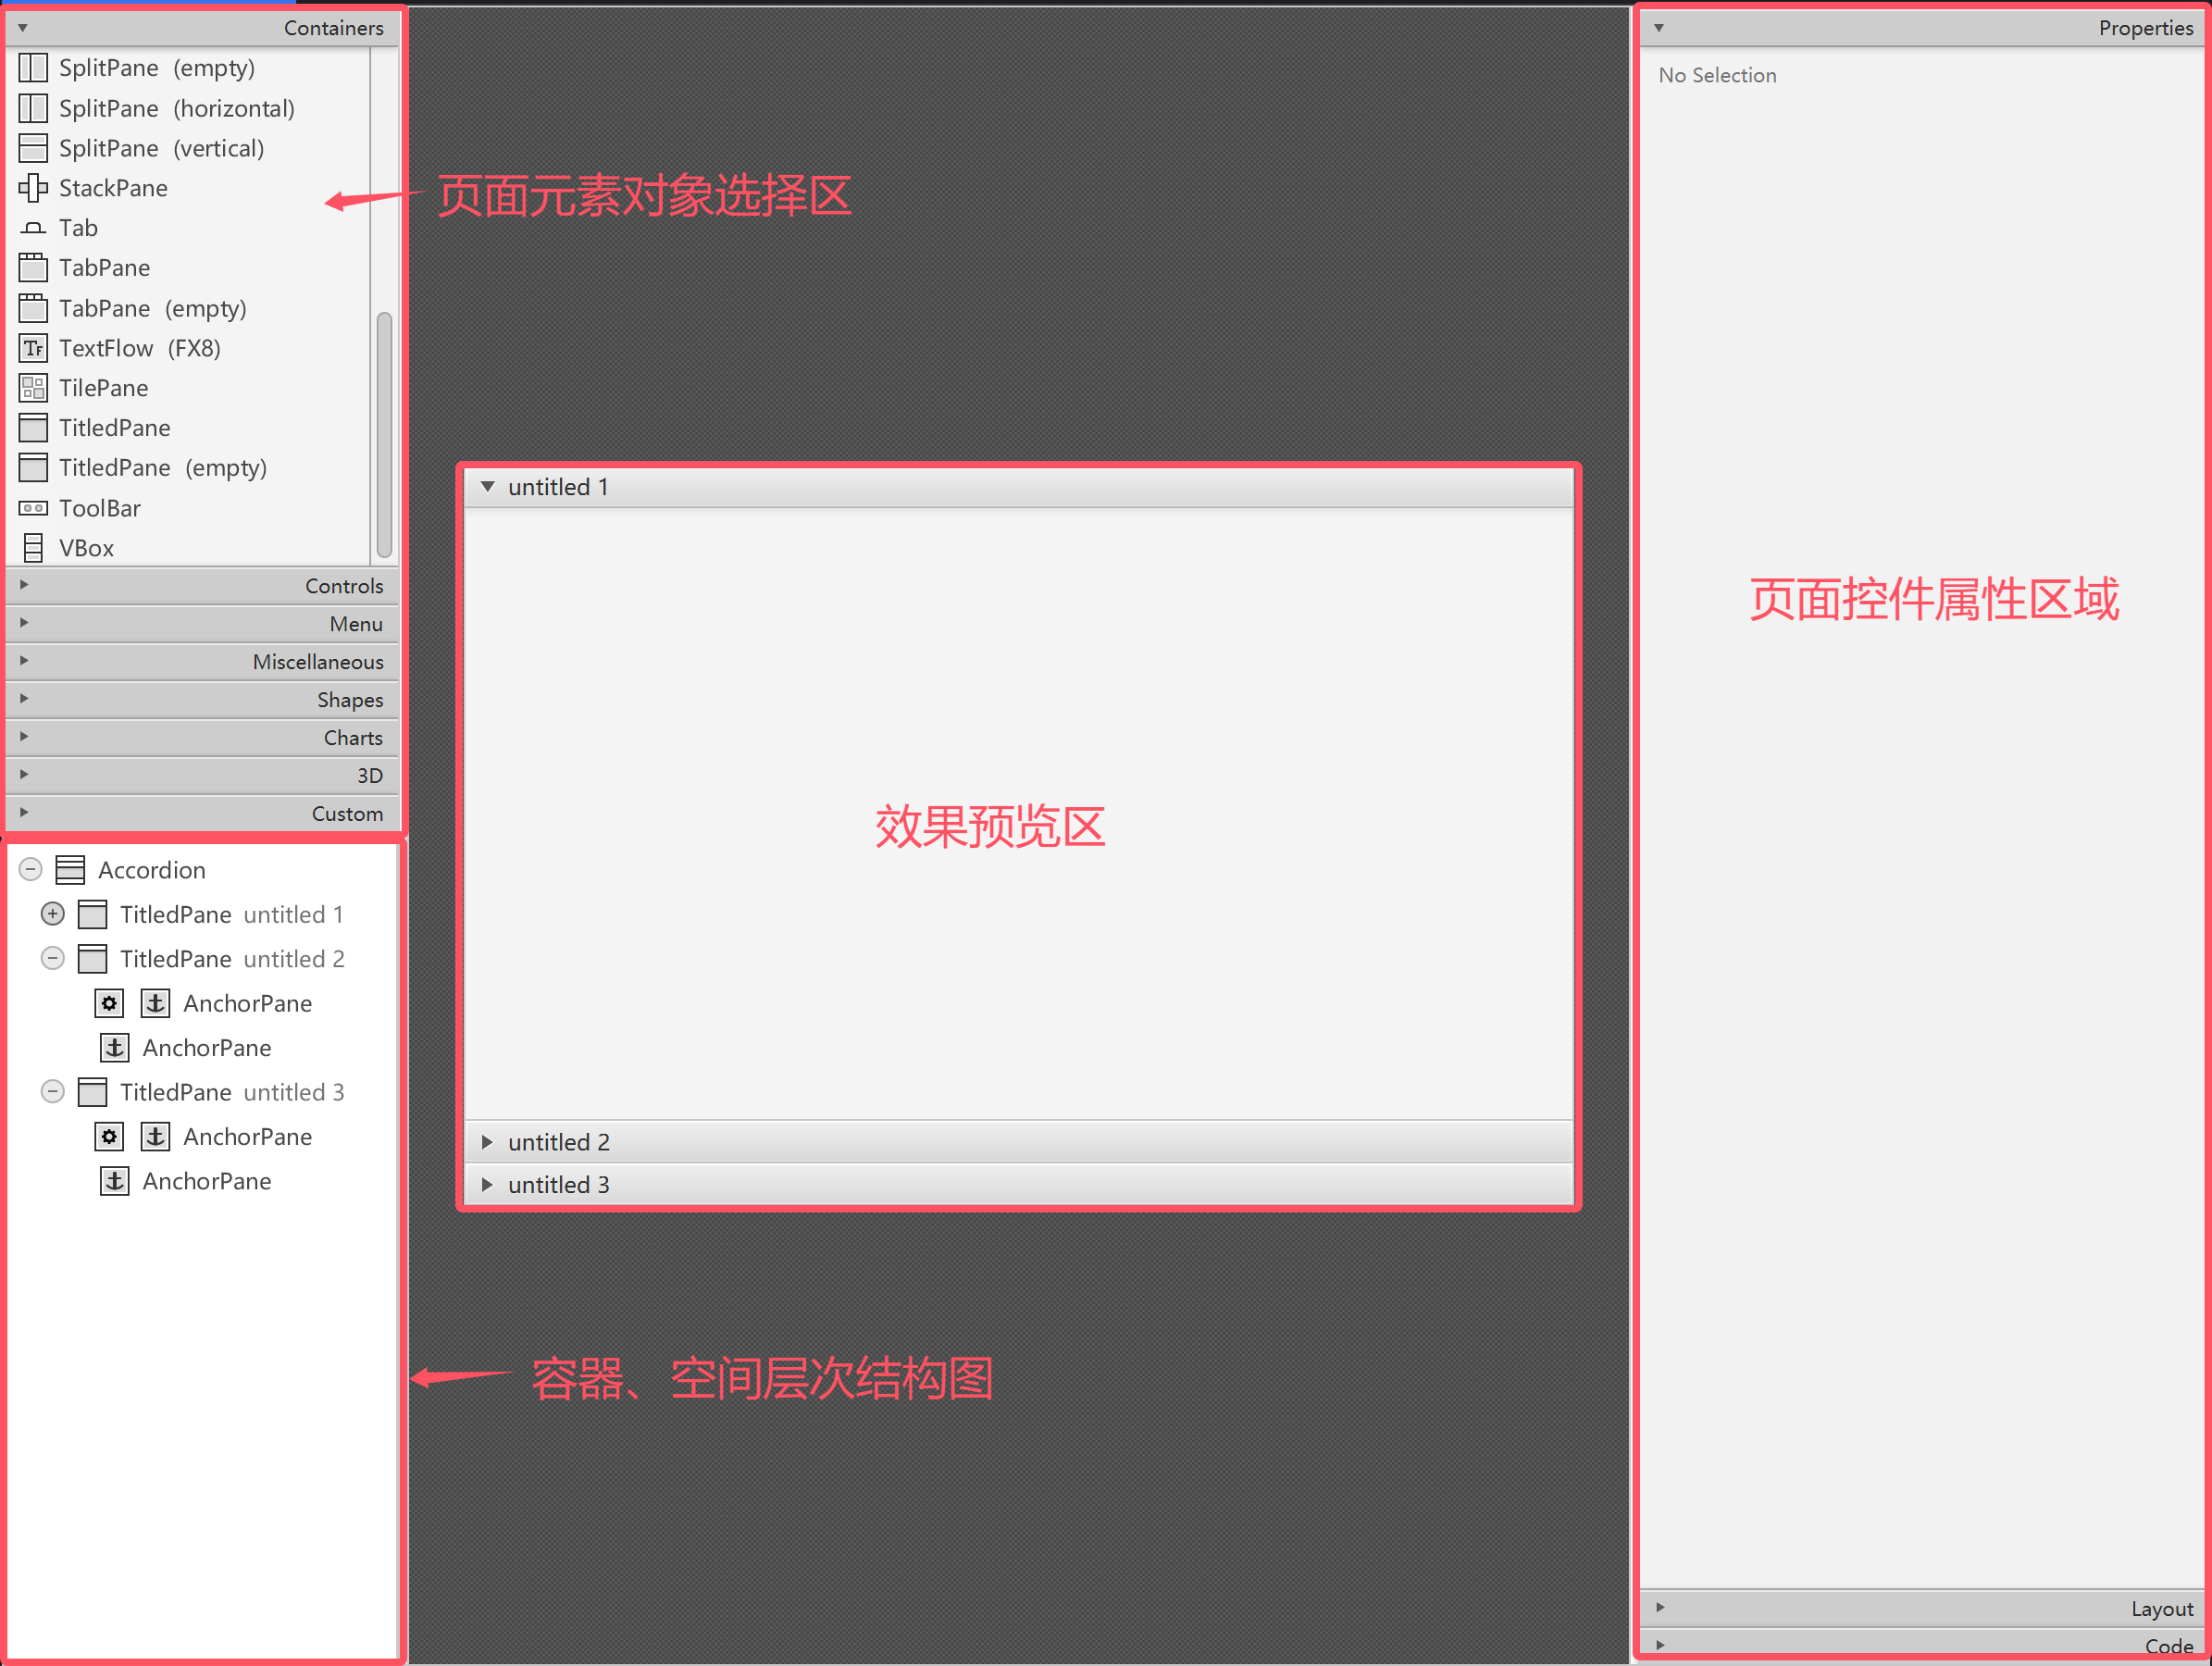 Containers
SplitPane (empty)
SplitPane (horizontal)
SplitPane (vertical)
StackPane
Tab
TabPane
TabPane (empty)
TextFlow (FX8)
TilePane
TitledPane
TitledPane (empty)
ToolBar
VBox
Controls
Menu
Miscellaneous
Shapes
Charts
3D
Custom
Accordion
TitledPane untitled 1
TitledPane untitled 2
AnchorPane
AnchorPane
TitledPane untitled 3
AnchorPane
AnchorPane
页面元素对象选择区
untitled 1
效果预览区
untitled 2
untitled 3
容器、空间层次结构图
Properties
No Selection
页面控件属性区域
Layout
Code